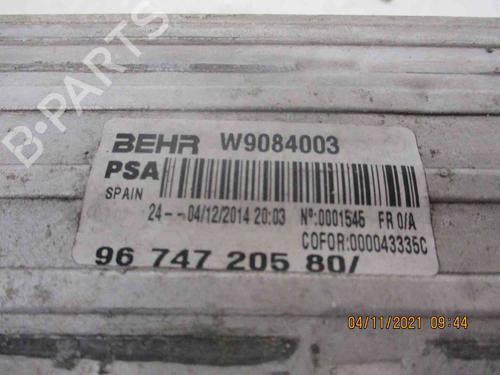 B-PARTS
BEHR W9084003
PSA
SPAIN
24-- -04/12/2014 20:03 Nº:0001545 FR 0/A
COFOR:000043335C
96 747 205 80/
04/11/2021 09:44